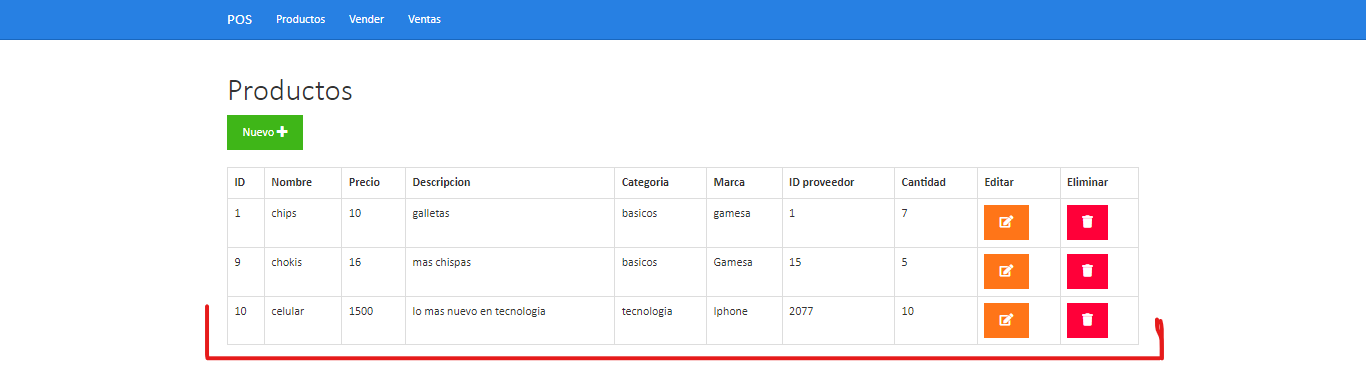 POS Productos Vender Ventas
Productos
Nuevo
ID Nombre Precio Descripcion Categoria Marca ID proveedor Cantidad Editar Eliminar
1 chips 10 galletas basicos gamesa 1 7
9 chokis 16 mas chispas basicos Gamesa 15 5
10 celular 1500 lo mas nuevo en tecnologia tecnologia Iphone 2077 10